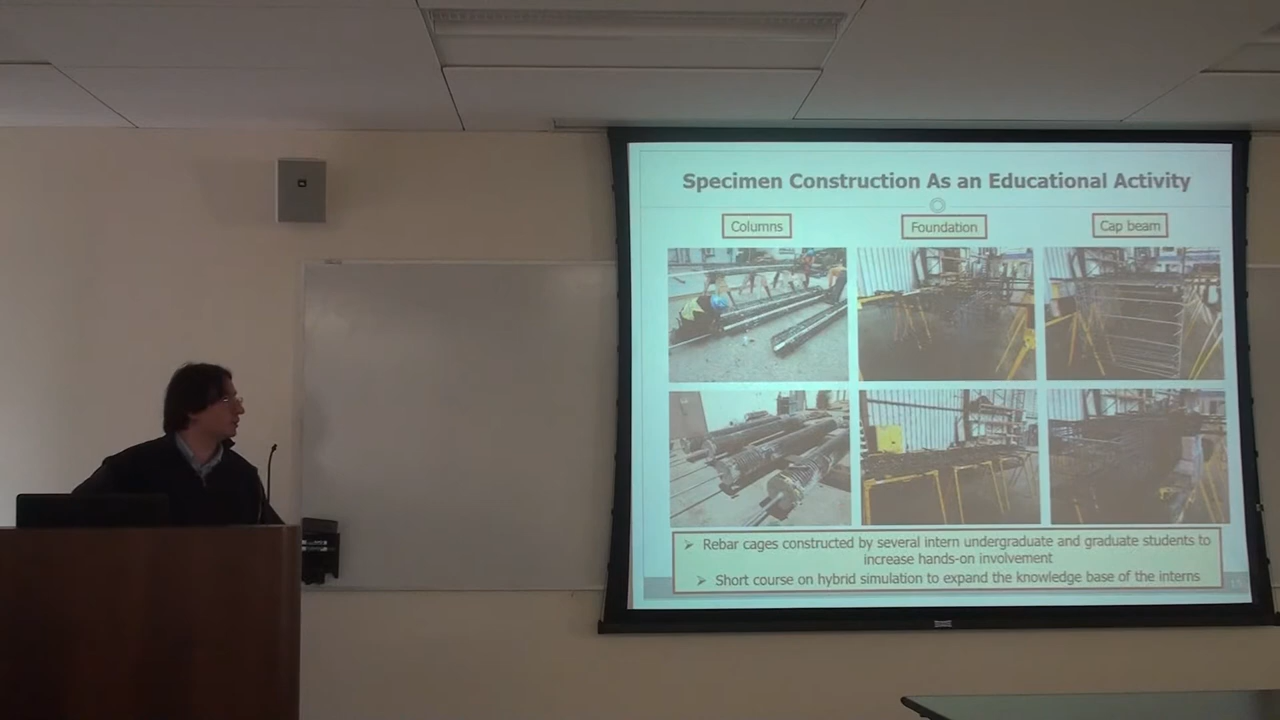 Specimen Construction As an Educational Activity
Columns
Foundation
Cap beam
➢ Rebar cages constructed by several intern undergraduate and graduate students to
increase hands-on involvement
➢ Short course on hybrid simulation to expand the knowledge base of the interns